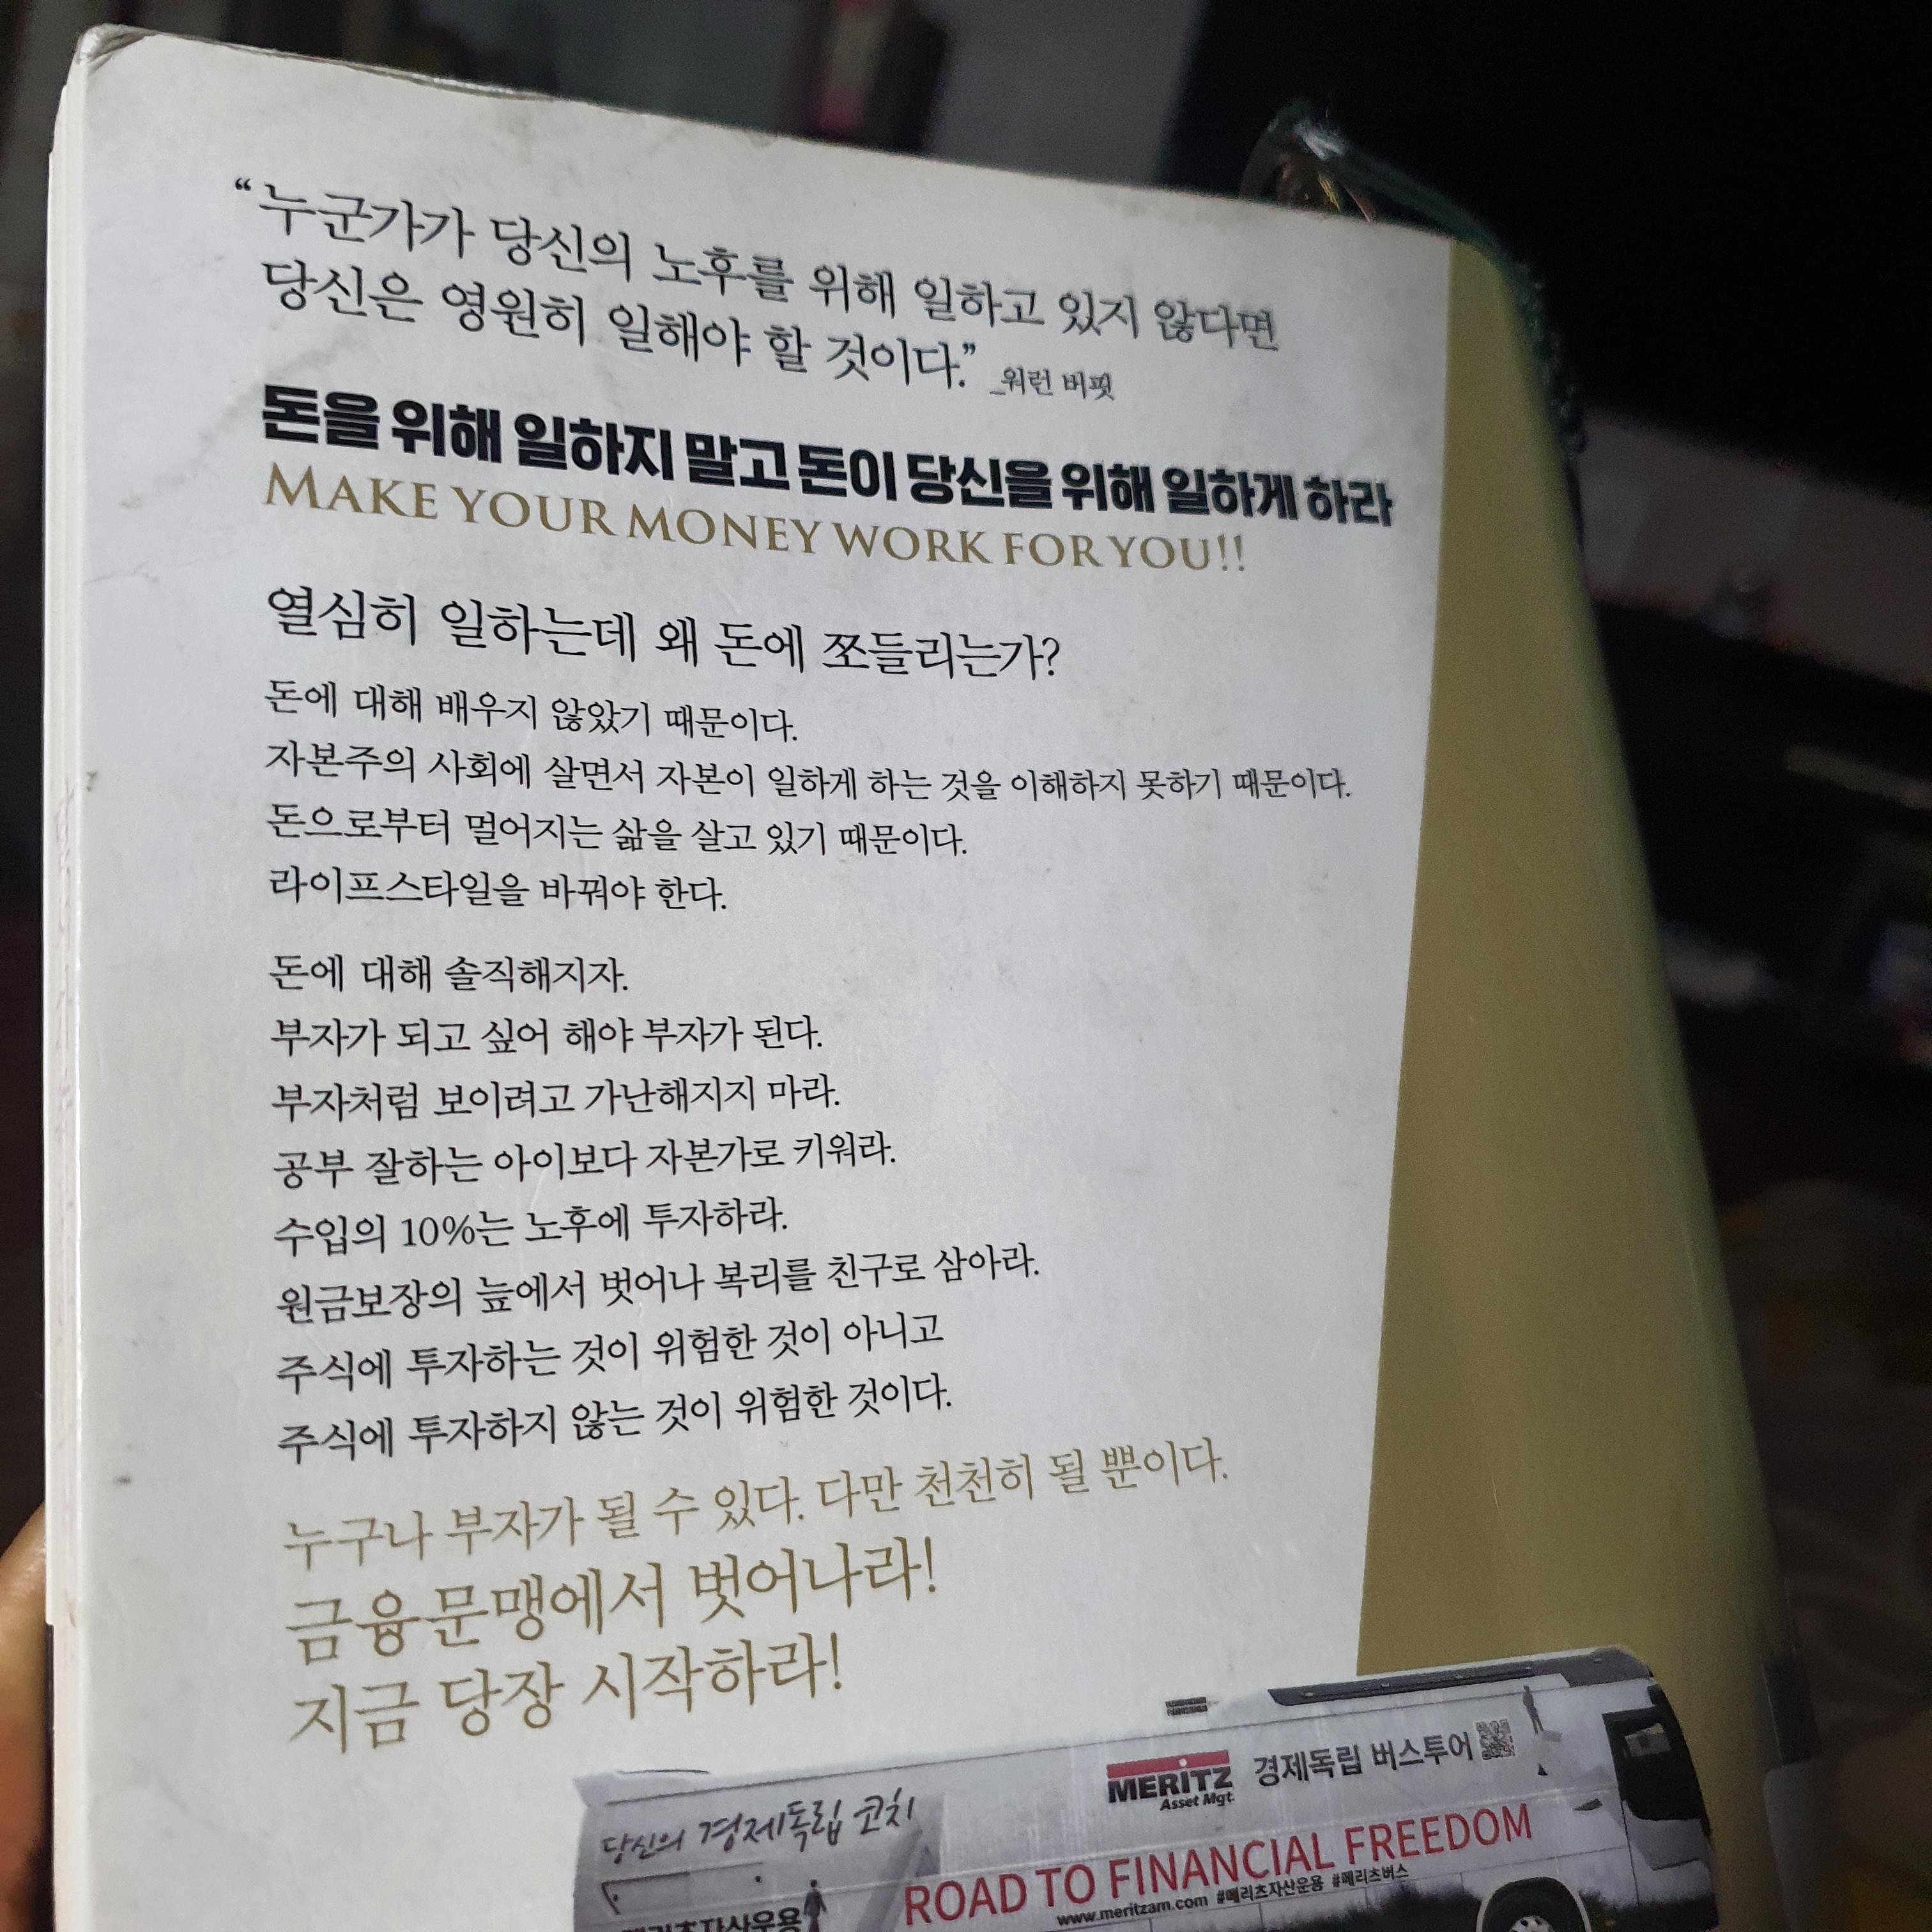 “누군가가 당신의 노후를 위해 일하고 있지 않다면
당신은 영원히 일해야 할 것이다.” _워런 버핏
돈을 위해 일하지 말고 돈이 당신을 위해 일하게 하라
MAKE YOUR MONEY WORK FOR YOU!!
열심히 일하는데 왜 돈에 쪼들리는가?
돈에 대해 배우지 않았기 때문이다.
자본주의 사회에 살면서 자본이 일하게 하는 것을 이해하지 못하기 때문이다.
돈으로부터 멀어지는 삶을 살고 있기 때문이다.
라이프스타일을 바꿔야 한다.
돈에 대해 솔직해지자.
부자가 되고 싶어 해야 부자가 된다.
부자처럼 보이려고 가난해지지 마라.
공부 잘하는 아이보다 자본가로 키워라.
수입의 10%는 노후에 투자하라.
원금보장의 늪에서 벗어나 복리를 친구로 삼아라.
주식에 투자하는 것이 위험한 것이 아니고
주식에 투자하지 않는 것이 위험한 것이다.
누구나 부자가 될 수 있다. 다만 천천히 될 뿐이다.
금융문맹에서 벗어나라!
지금 당장 시작하라!
MERITZ 경제독립 버스투어
Asset Mgt.
당신의 경제독립 코치
ROAD TO FINANCIAL FREEDOM
www.meritzam.com #메리츠자산운용 #메리츠버스
메리츠자산운용